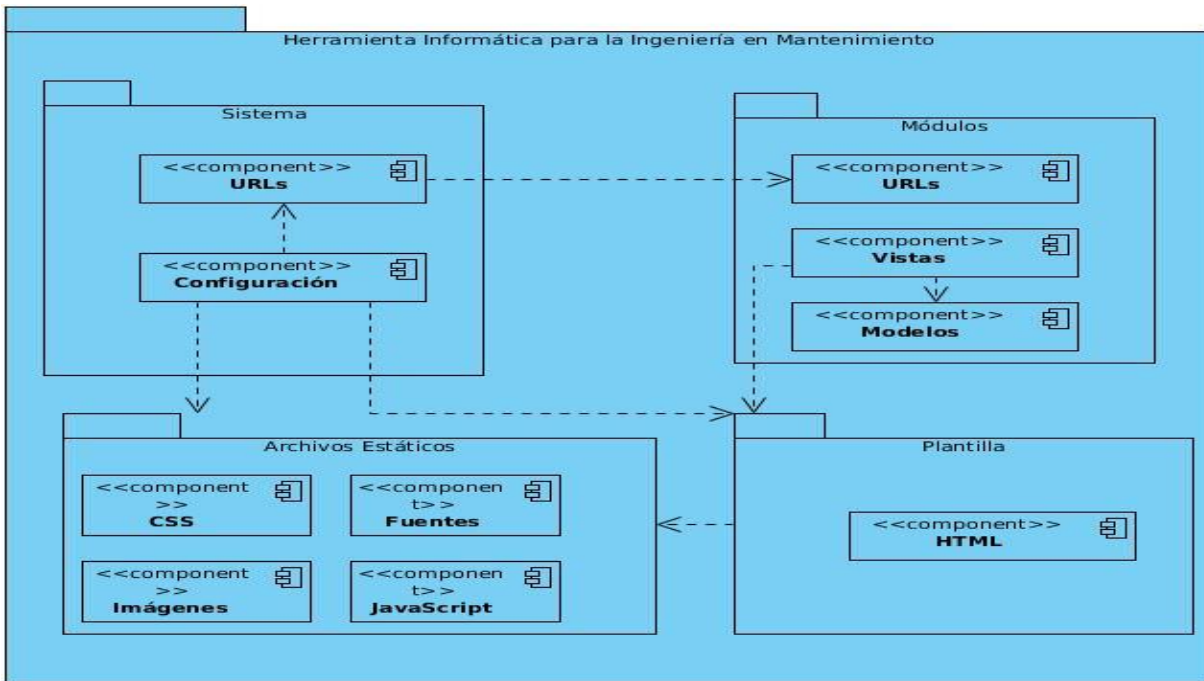 Herramienta Informática para la Ingeniería en Mantenimiento
Sistema
<<component>>
URLs
<<component>>
Configuración
Módulos
<<component>>
URLs
<<component>>
Vistas
<<component>>
Modelos
Archivos Estáticos
<<component
>>
CSS
<<componen
t>>
Fuentes
<<component
>>
Imágenes
<<componen
t>>
JavaScript
Plantilla
<<component>>
HTML